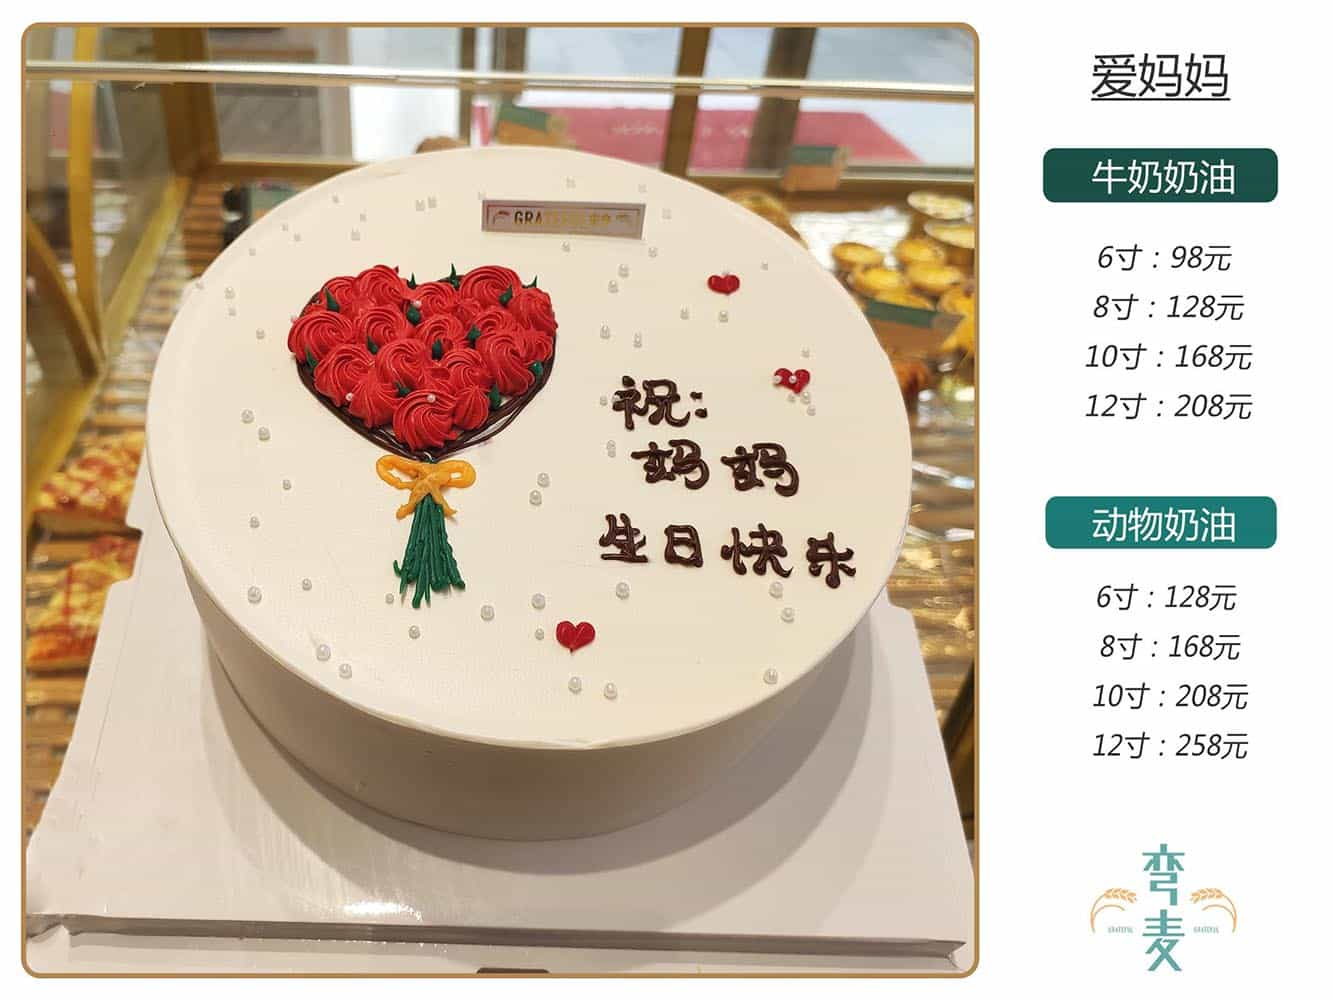 GRATEFUL
祝:
妈妈
生日快乐
爱妈妈
牛奶奶油
6寸：98元
8寸：128元
10寸：168元
12寸：208元
动物奶油
6寸：128元
8寸：168元
10寸：208元
12寸：258元
弯麦
GRATEFUL GRATEFUL